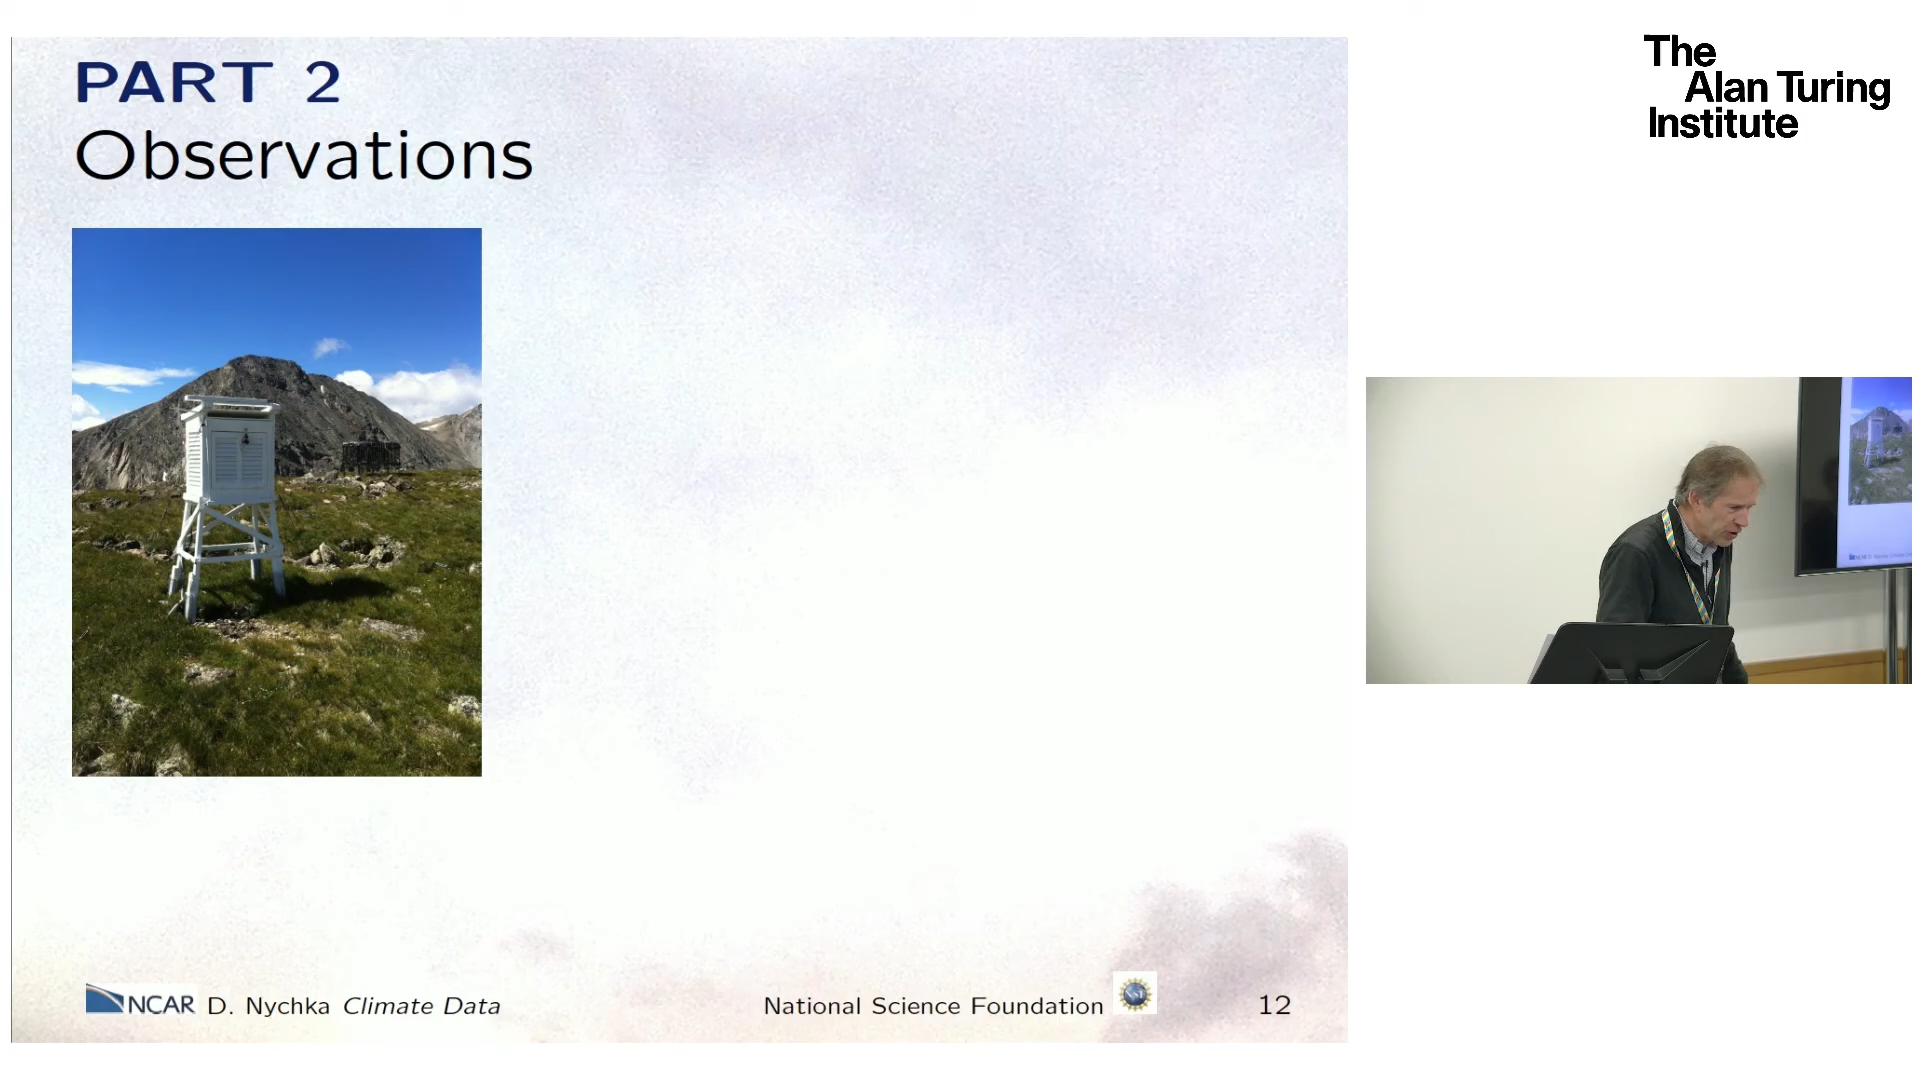 PART 2
Observations
The
Alan Turing
Institute
NCAR D. Nychka Climate Data
National Science Foundation
12